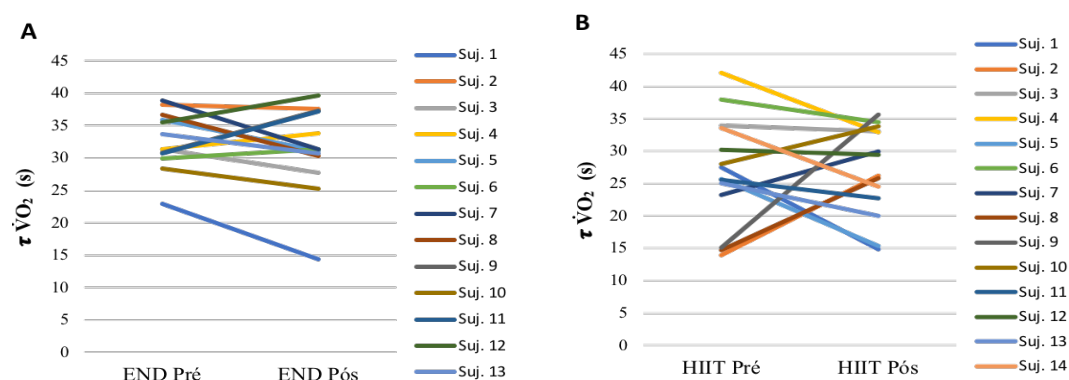 A
45
40
35
30
25
20
15
10
5
0
τ V̇O₂ (s)
END Pré
END Pós
Suj. 1
Suj. 2
Suj. 3
Suj. 4
Suj. 5
Suj. 6
Suj. 7
Suj. 8
Suj. 9
Suj. 10
Suj. 11
Suj. 12
Suj. 13
B
45
40
35
30
25
20
15
10
5
0
τ V̇O₂ (s)
HIIT Pré
HIIT Pós
Suj. 1
Suj. 2
Suj. 3
Suj. 4
Suj. 5
Suj. 6
Suj. 7
Suj. 8
Suj. 9
Suj. 10
Suj. 11
Suj. 12
Suj. 13
Suj. 14